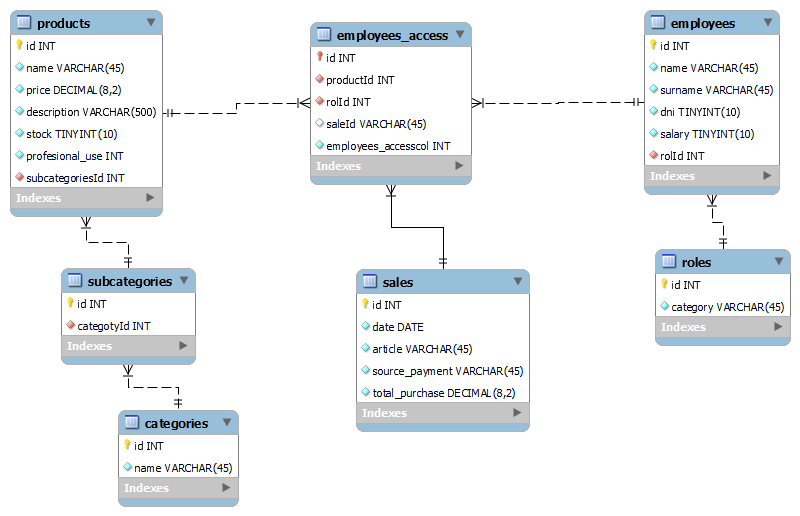 products
id INT
name VARCHAR(45)
price DECIMAL(8,2)
description VARCHAR(500)
stock TINYINT(10)
profesional_use INT
subcategoriesId INT
Indexes
employees_access
id INT
productId INT
rolId INT
saleId VARCHAR(45)
employees_accesscol INT
Indexes
employees
id INT
name VARCHAR(45)
surname VARCHAR(45)
dni TINYINT(10)
salary TINYINT(10)
rolId INT
Indexes
subcategories
id INT
categotyId INT
Indexes
sales
id INT
date DATE
article VARCHAR(45)
source_payment VARCHAR(45)
total_purchase DECIMAL(8,2)
Indexes
roles
id INT
category VARCHAR(45)
Indexes
categories
id INT
name VARCHAR(45)
Indexes